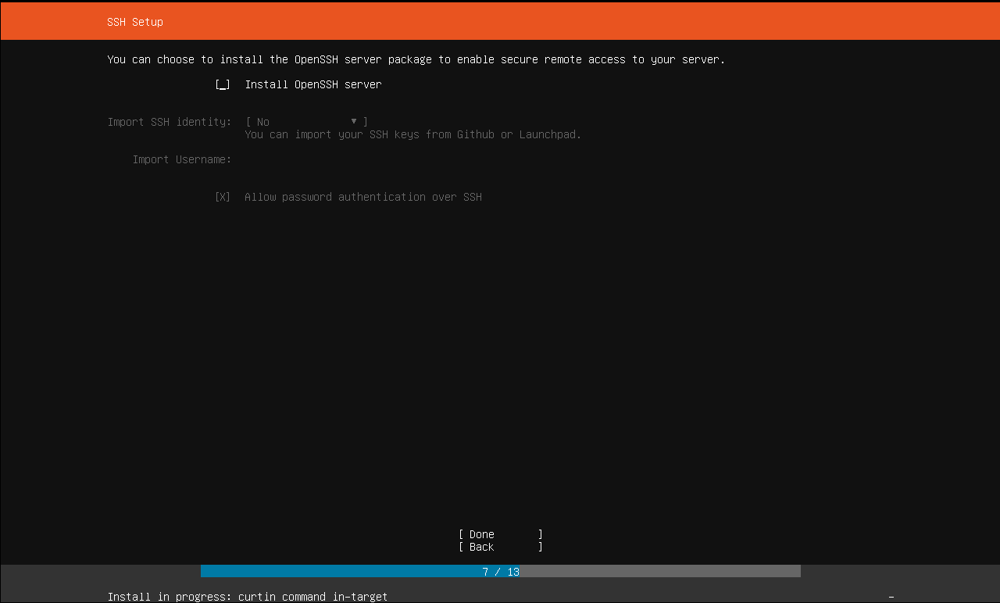 SSH Setup
You can choose to install the OpenSSH server package to enable secure remote access to your server.
[_] Install OpenSSH server
Import SSH identity: [ No ▼ ]
You can import your SSH keys from Github or Launchpad.
Import Username:
[X] Allow password authentication over SSH
[ Done ]
[ Back ]
7 / 13
Install in progress: curtin command in-target –